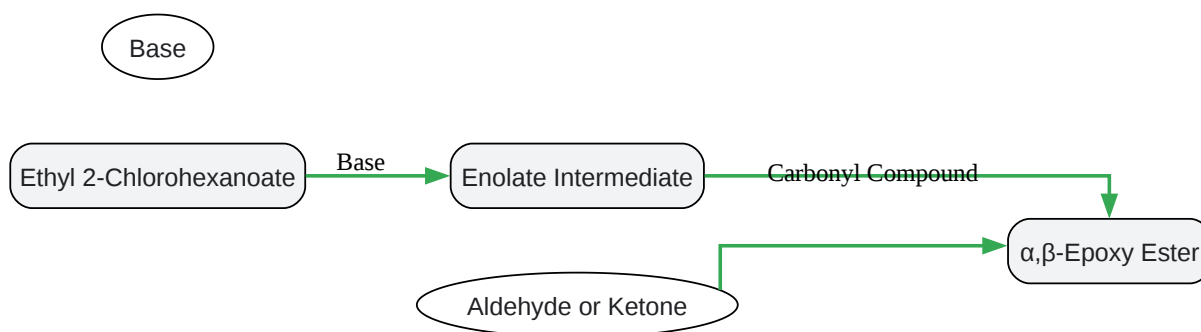 Base
Ethyl 2-Chlorohexanoate
Base
Enolate Intermediate
Carbonyl Compound
α,β-Epoxy Ester
Aldehyde or Ketone